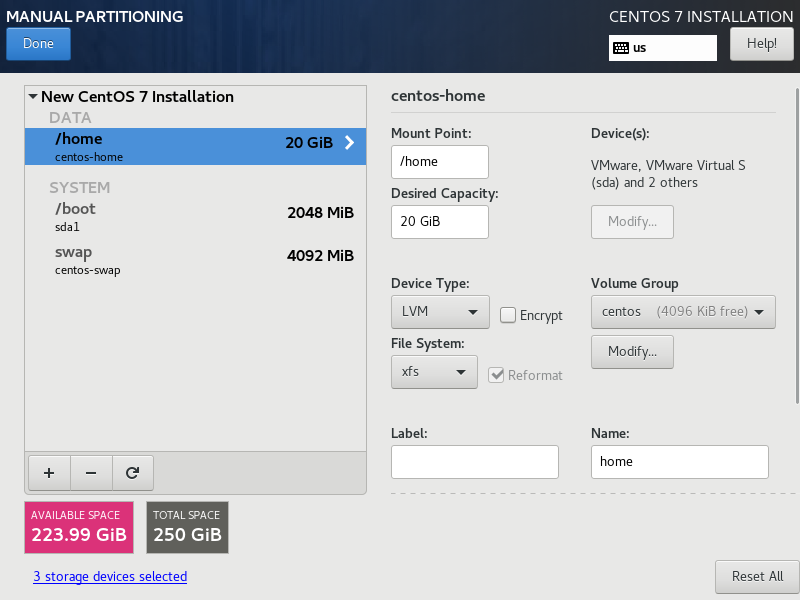 MANUAL PARTITIONING
CENTOS 7 INSTALLATION
Done
us
Help!
New CentOS 7 Installation
DATA
/home
20 GiB
centos-home
SYSTEM
/boot
2048 MiB
sda1
swap
4092 MiB
centos-swap
+ −
AVAILABLE SPACE
223.99 GiB
TOTAL SPACE
250 GiB
3 storage devices selected
centos-home
Mount Point:
/home
Desired Capacity:
20 GiB
Device(s):
VMware, VMware Virtual S
(sda) and 2 others
Modify...
Device Type:
LVM
Encrypt
File System:
xfs
Reformat
Volume Group
centos (4096 KiB free)
Modify...
Label:
Name:
home
Reset All